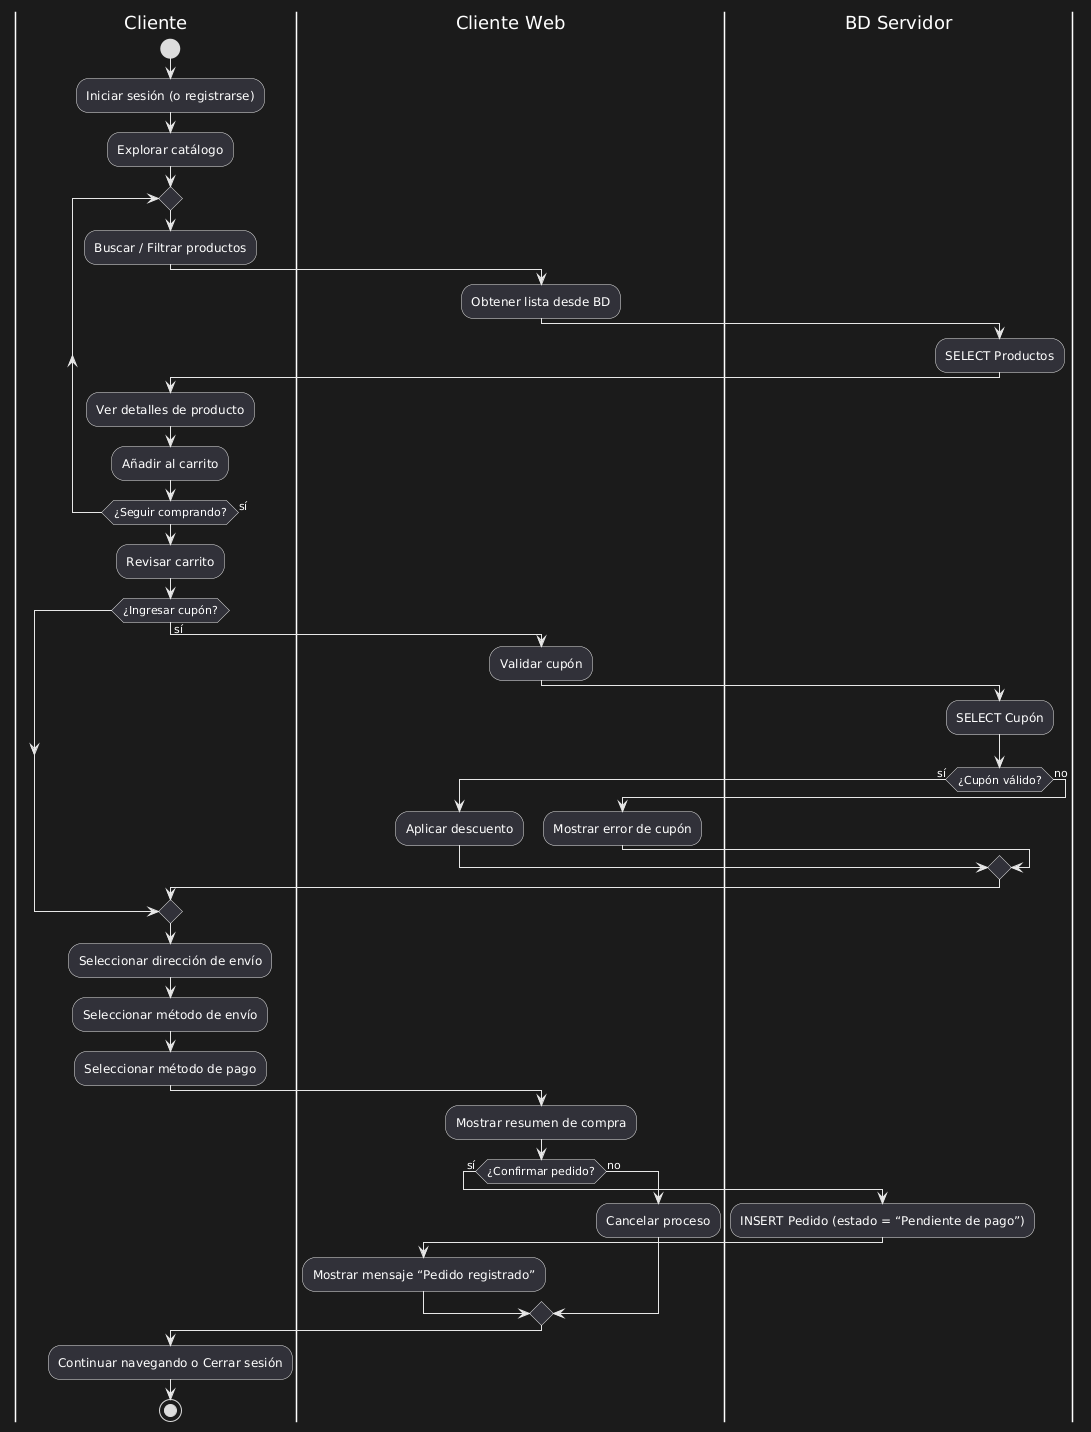 Cliente
Cliente Web
BD Servidor
Iniciar sesión (o registrarse)
Explorar catálogo
Buscar / Filtrar productos
Obtener lista desde BD
SELECT Productos
Ver detalles de producto
Añadir al carrito
¿Seguir comprando?
sí
Revisar carrito
¿Ingresar cupón?
sí
Validar cupón
SELECT Cupón
sí
¿Cupón válido?
no
Aplicar descuento
Mostrar error de cupón
Seleccionar dirección de envío
Seleccionar método de envío
Seleccionar método de pago
Mostrar resumen de compra
sí
¿Confirmar pedido?
no
Cancelar proceso
INSERT Pedido (estado = “Pendiente de pago”)
Mostrar mensaje “Pedido registrado”
Continuar navegando o Cerrar sesión